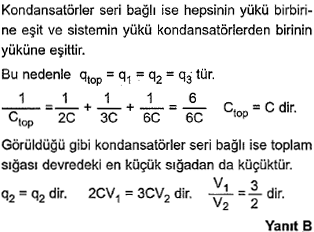 Kondansatörler seri bağlı ise hepsinin yükü birbiri-
ne eşit ve sistemin yükü kondansatörlerden birinin
yüküne eşittir.
Bu nedenle q_top = q_1 = q_2 = q_3 tür.
1/C_top = 1/2C + 1/3C + 1/6C = 6/6C C_top = C dir.
Görüldüğü gibi kondansatörler seri bağlı ise toplam
sığası devredeki en küçük sığadan da küçüktür.
q_2 = q_2 dir. 2CV_1 = 3CV_2 dir. V_1/V_2 = 3/2 dir.
Yanıt B